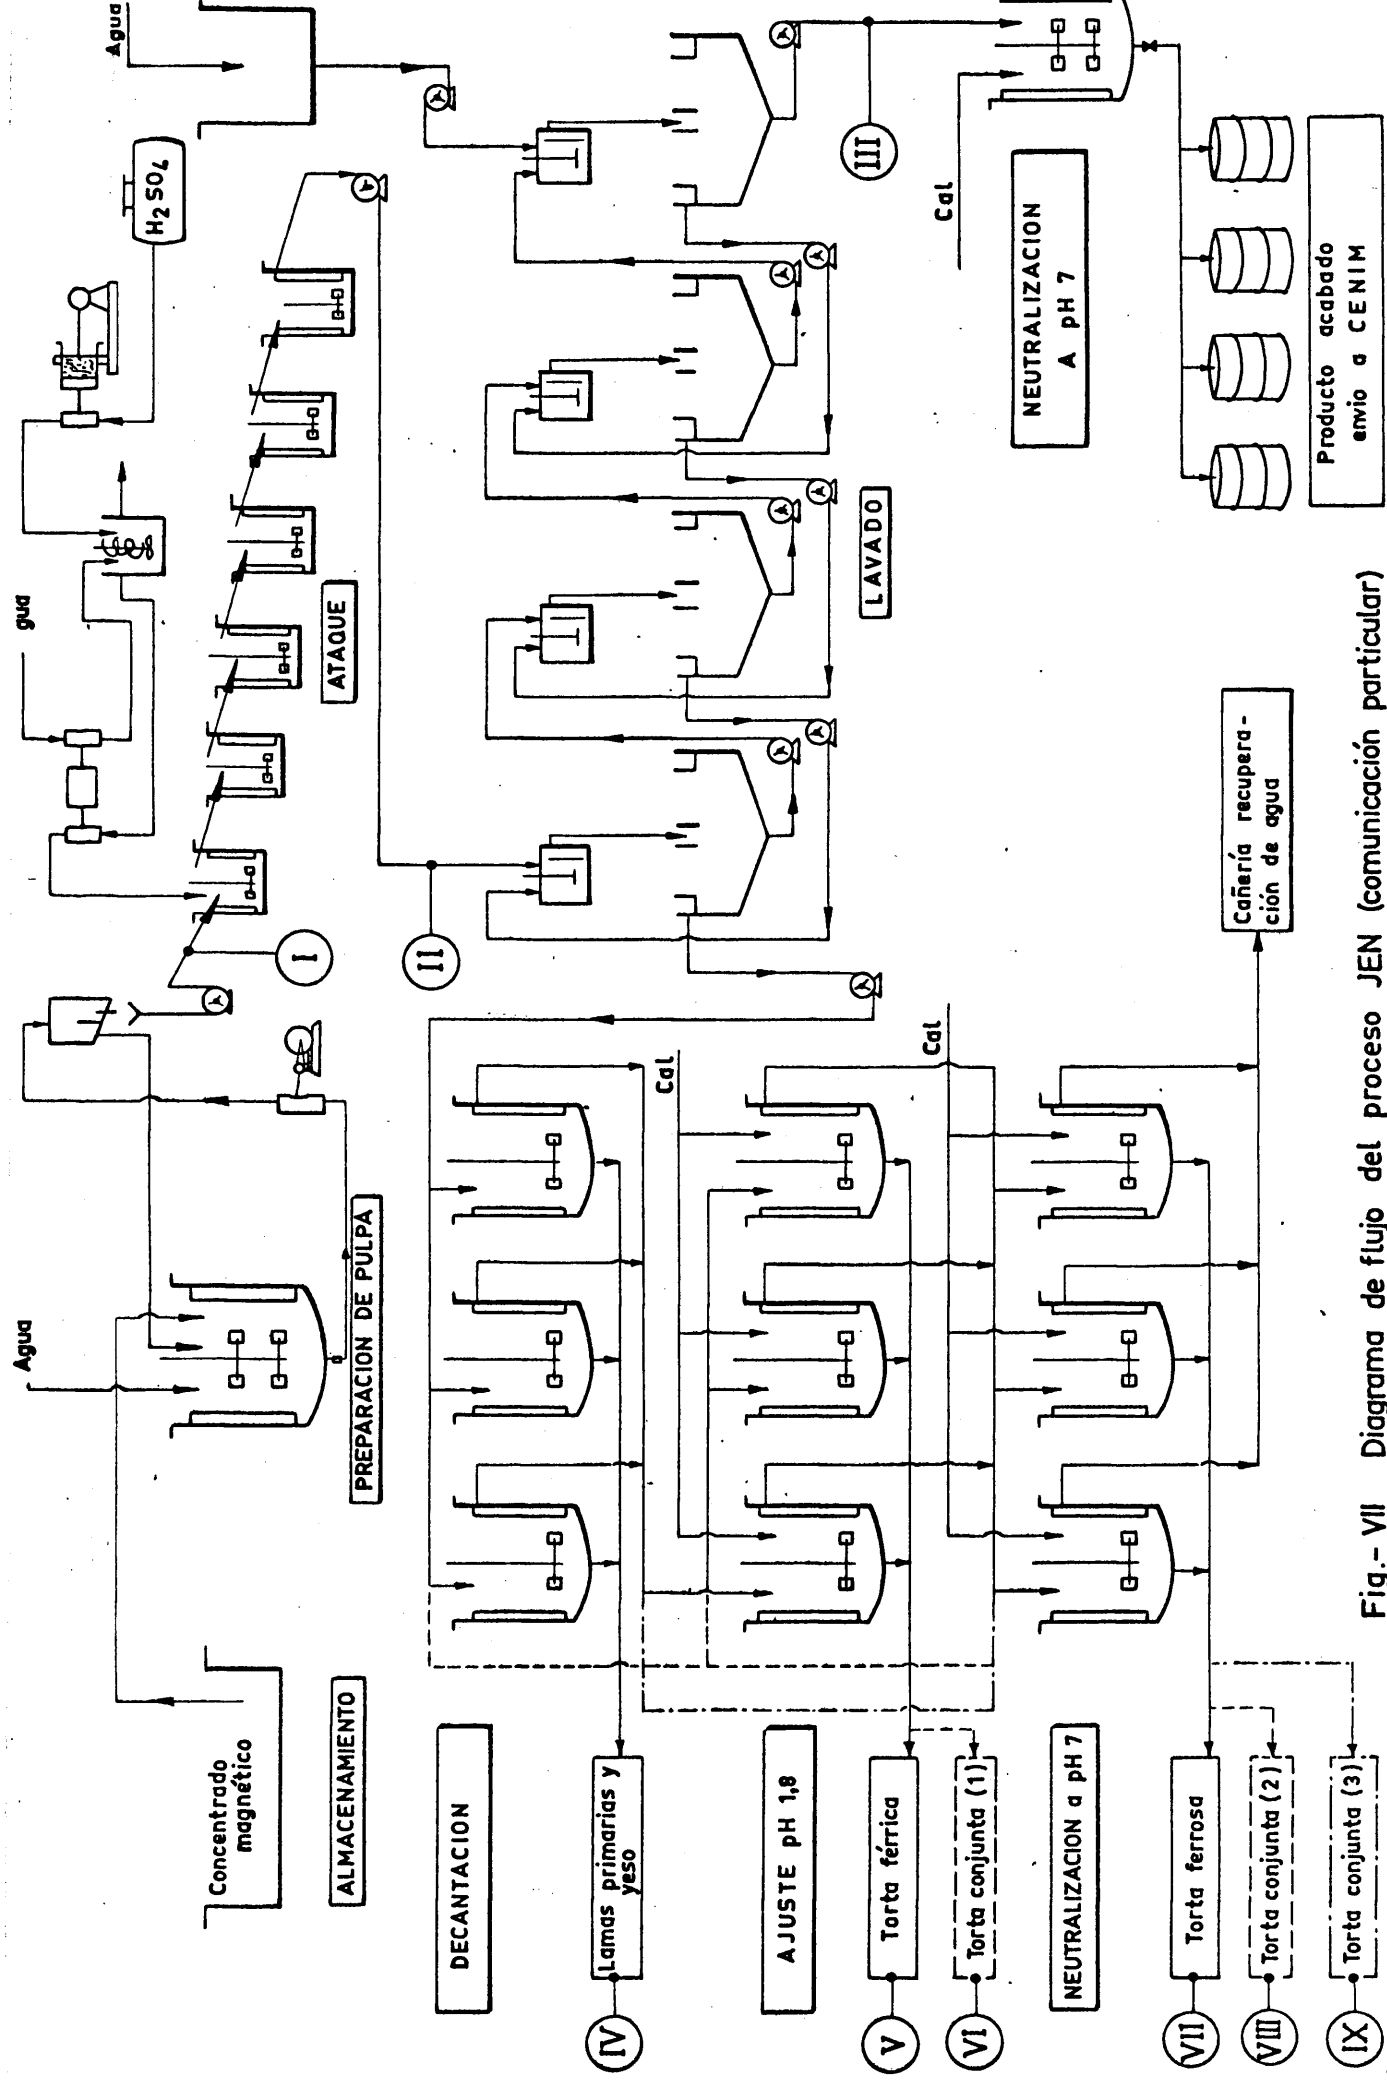 Agua
gua
Agua
H₂SO₄
Concentrado
magnético
ALMACENAMIENTO
PREPARACION DE PULPA
I
ATAQUE
II
DECANTACION
Lamas primarias y
yeso
IV
LAVADO
III
Cal
NEUTRALIZACION
A pH 7
Producto acabado
envio a CENIM
Cal
AJUSTE pH 1,8
Torta férrica
V
Torta conjunta (1)
VI
Cal
NEUTRALIZACION a pH 7
Torta ferrosa
VII
Torta conjunta (2)
VIII
Torta conjunta (3)
IX
Cañería recupera-
ción de agua
Fig.- VII Diagrama de flujo del proceso JEN (comunicación particular)